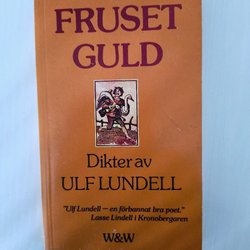 FRUSET
GULD
Dikter av
ULF LUNDELL
"Ulf Lundell — en förbannat bra poet."
Lasse Lindell i Kronobergaren
W&W